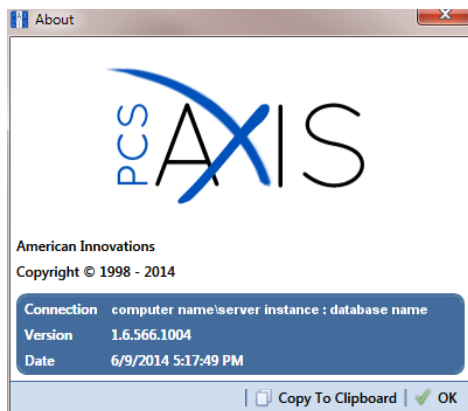 About
PCS
AXIS
American Innovations
Copyright © 1998 - 2014
Connection computer name\server instance : database name
Version 1.6.566.1004
Date 6/9/2014 5:17:49 PM
Copy To Clipboard OK